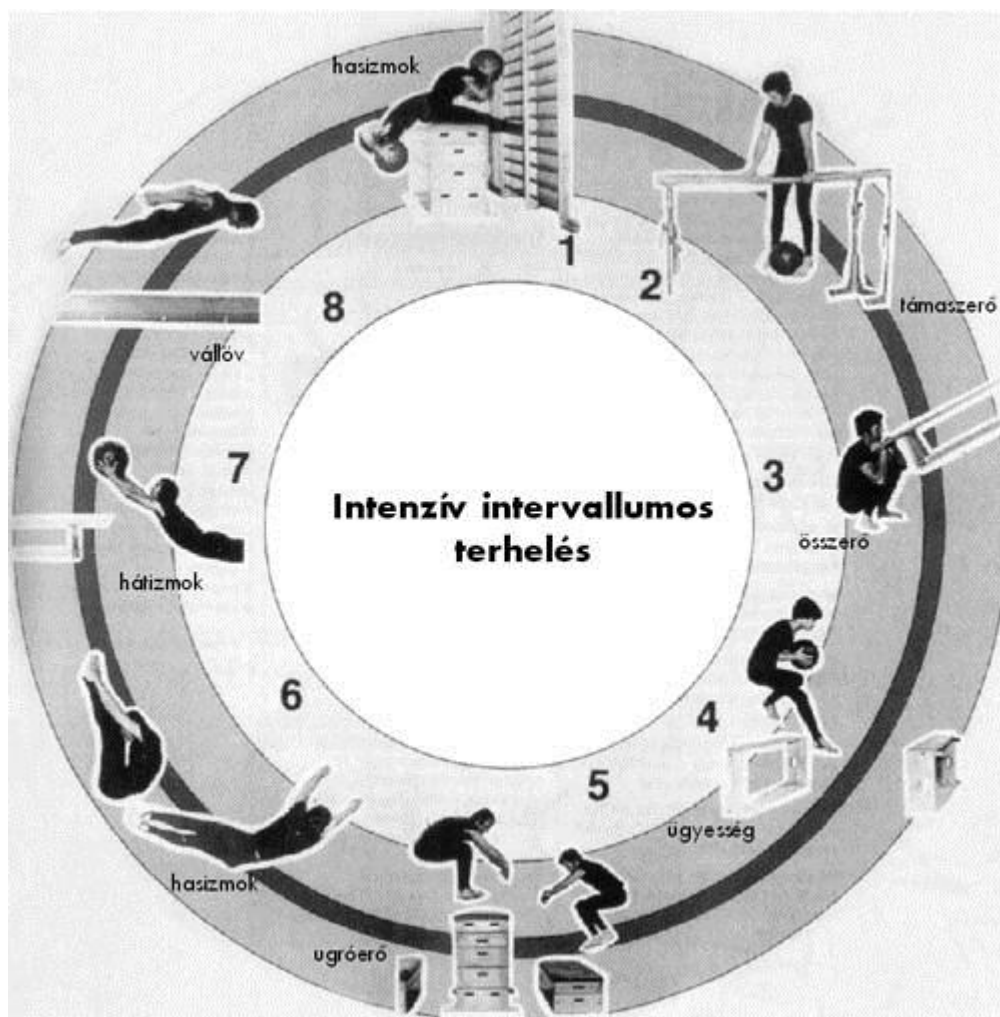 hasizmok
1
2
támaszerő
3
összerő
4
ügyesség
5
ugróerő
6
hasizmok
7
hátizmok
8
vállöv
Intenzív intervallumos
terhelés